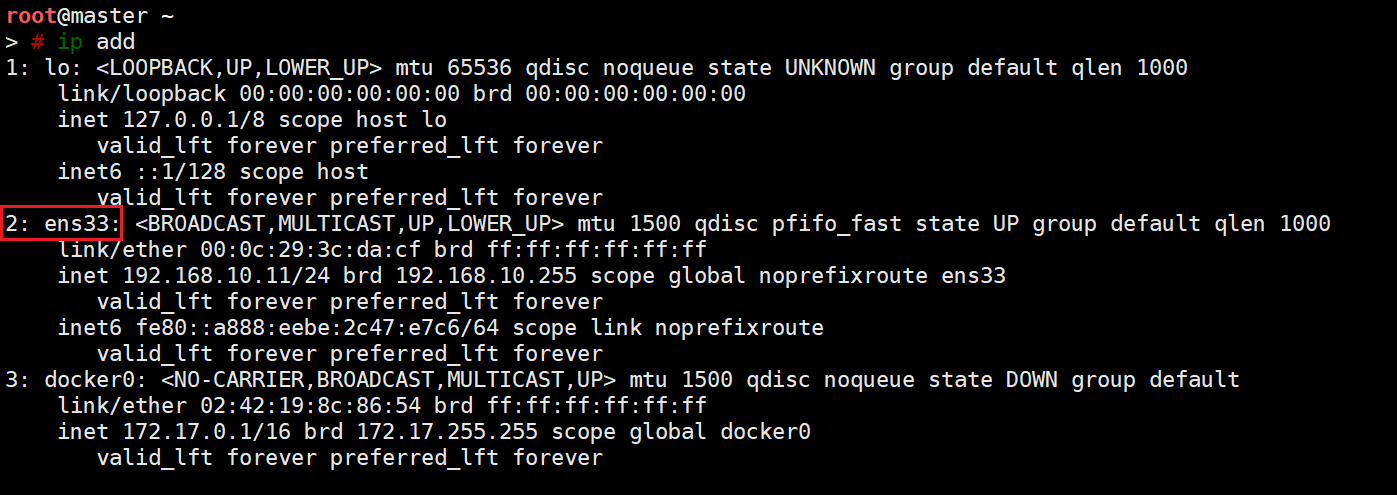 root@master ~
> # ip add
1: lo: <LOOPBACK,UP,LOWER_UP> mtu 65536 qdisc noqueue state UNKNOWN group default qlen 1000
    link/loopback 00:00:00:00:00:00 brd 00:00:00:00:00:00
    inet 127.0.0.1/8 scope host lo
       valid_lft forever preferred_lft forever
    inet6 ::1/128 scope host
       valid_lft forever preferred_lft forever
2: ens33: <BROADCAST,MULTICAST,UP,LOWER_UP> mtu 1500 qdisc pfifo_fast state UP group default qlen 1000
    link/ether 00:0c:29:3c:da:cf brd ff:ff:ff:ff:ff:ff
    inet 192.168.10.11/24 brd 192.168.10.255 scope global noprefixroute ens33
       valid_lft forever preferred_lft forever
    inet6 fe80::a888:eebe:2c47:e7c6/64 scope link noprefixroute
       valid_lft forever preferred_lft forever
3: docker0: <NO-CARRIER,BROADCAST,MULTICAST,UP> mtu 1500 qdisc noqueue state DOWN group default
    link/ether 02:42:19:8c:86:54 brd ff:ff:ff:ff:ff:ff
    inet 172.17.0.1/16 brd 172.17.255.255 scope global docker0
       valid_lft forever preferred_lft forever